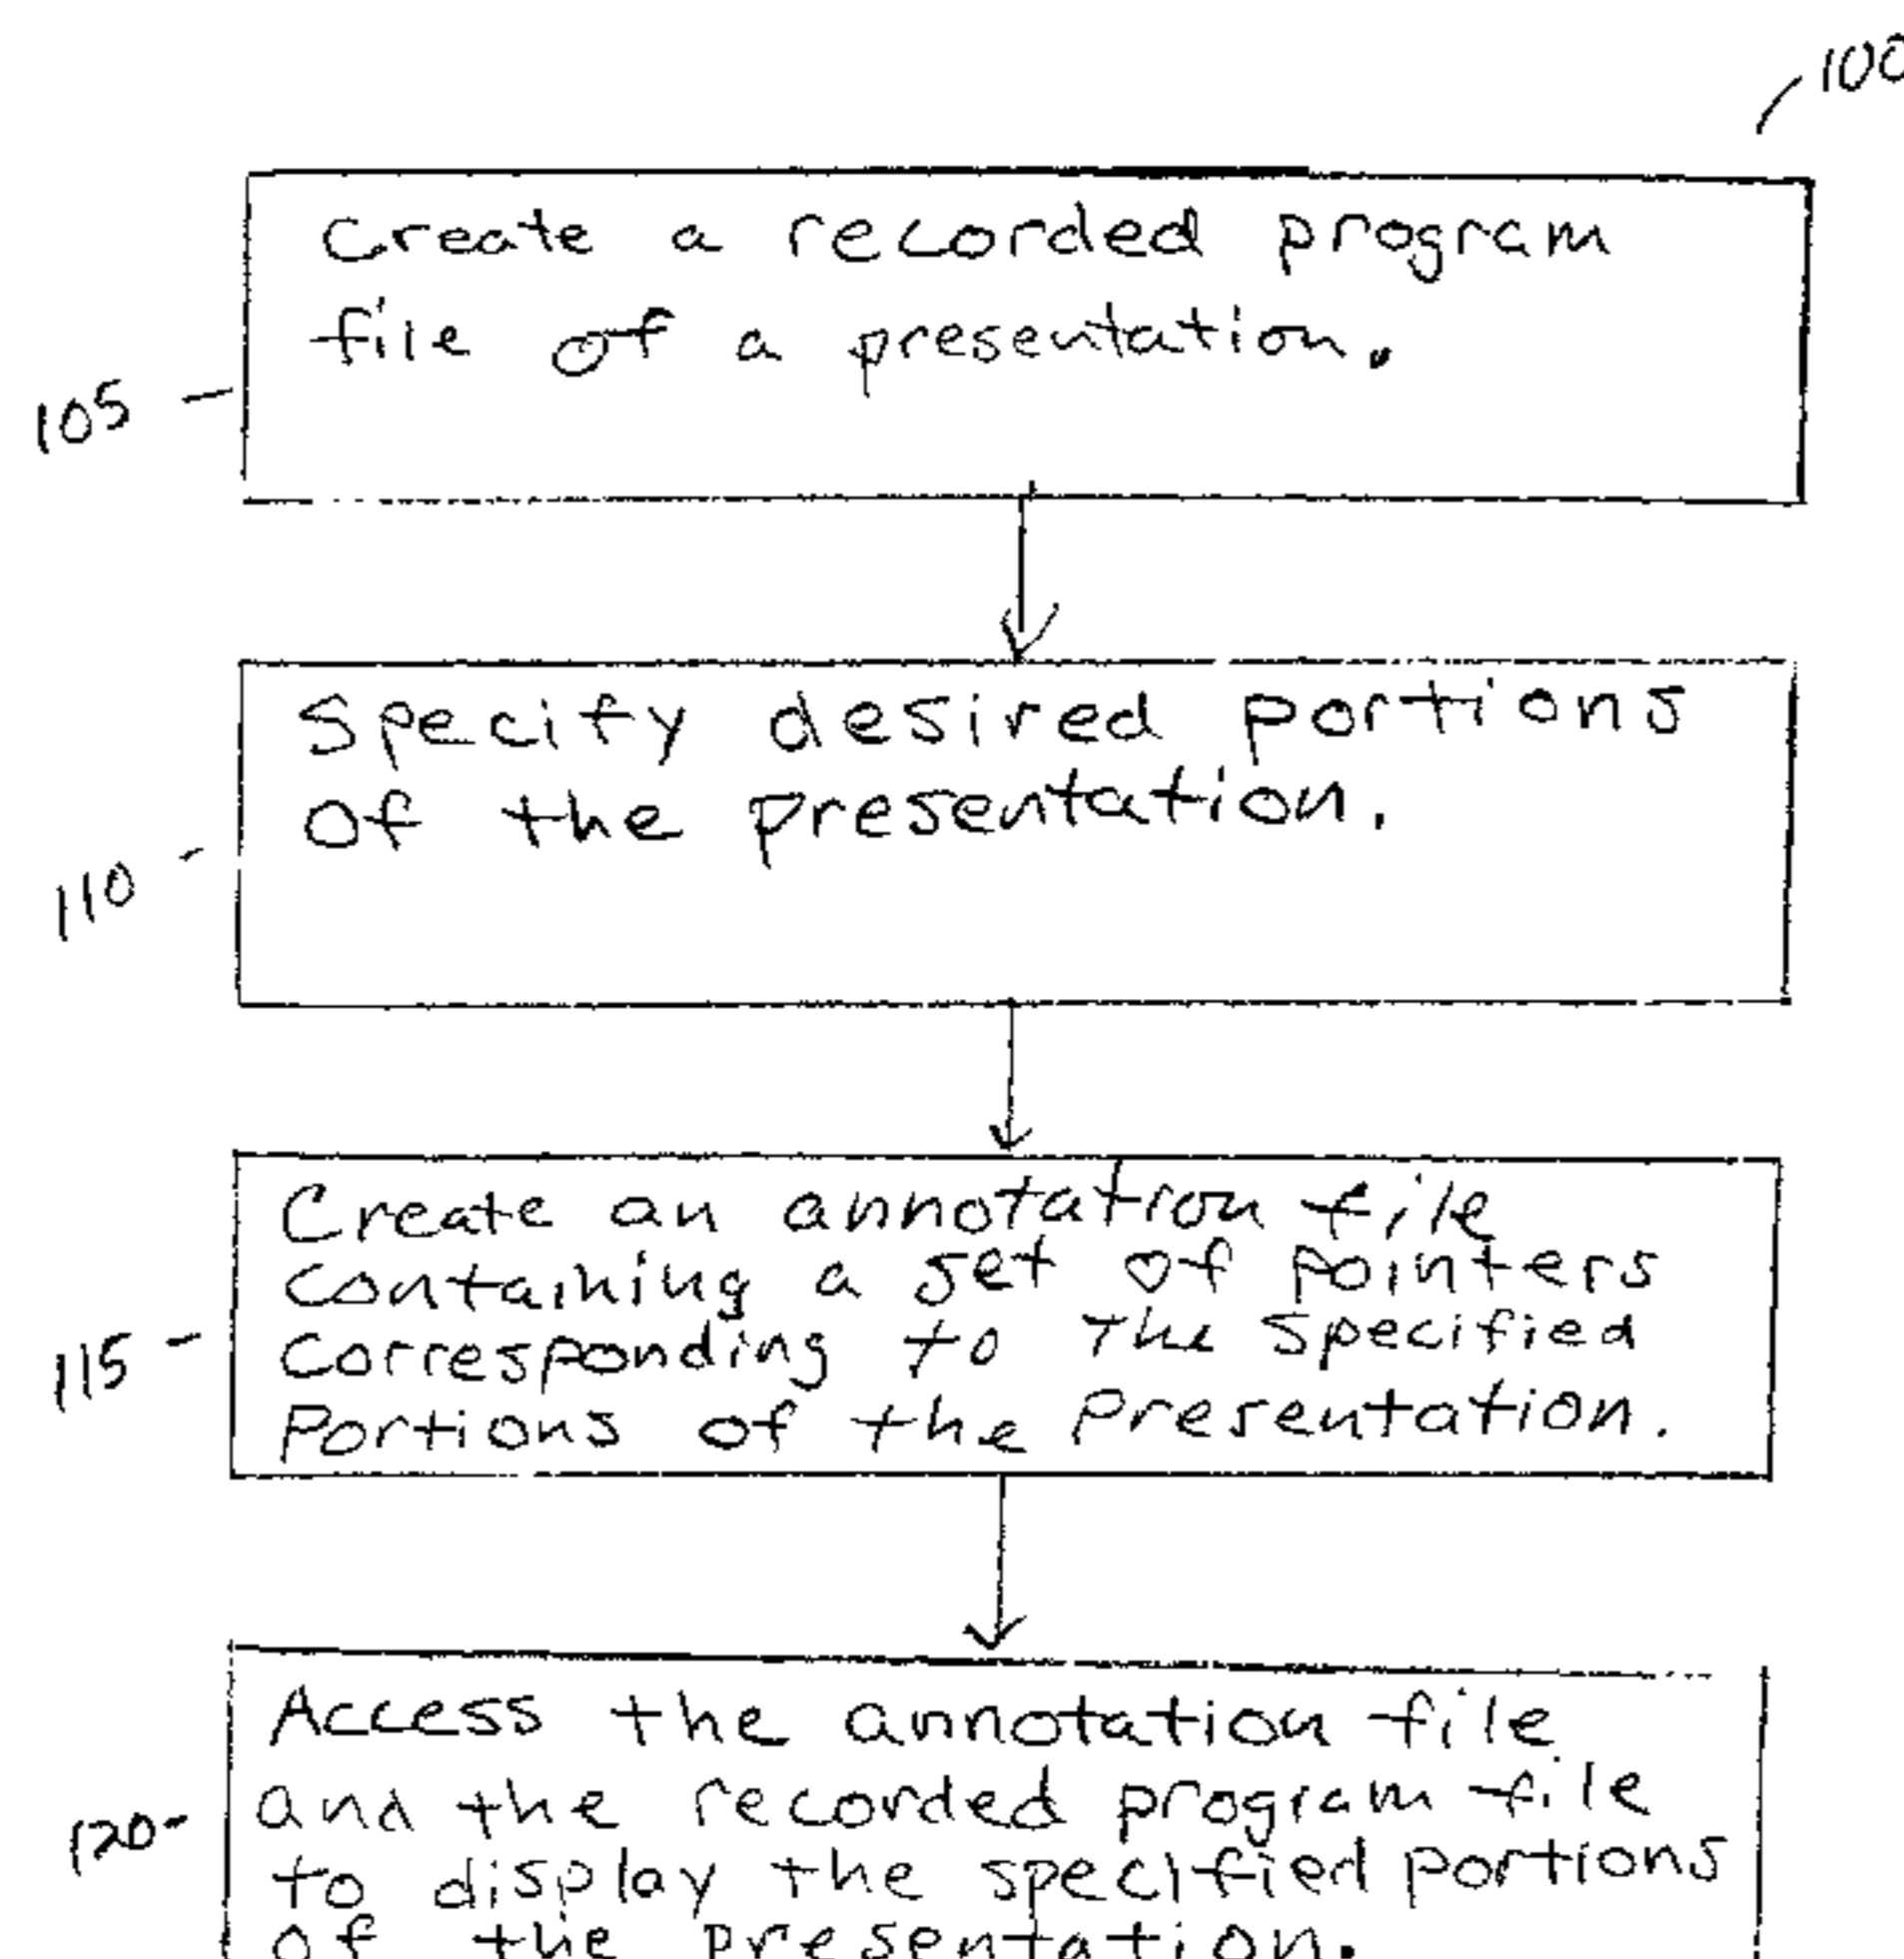 100
Create a recorded program
file of a presentation.
105
Specify desired portions
of the presentation.
110
Create an annotation file
containing a set of pointers
corresponding to the specified
portions of the presentation.
115
Access the annotation file
and the recorded program file
120
to display the specified portions
of the presentation.